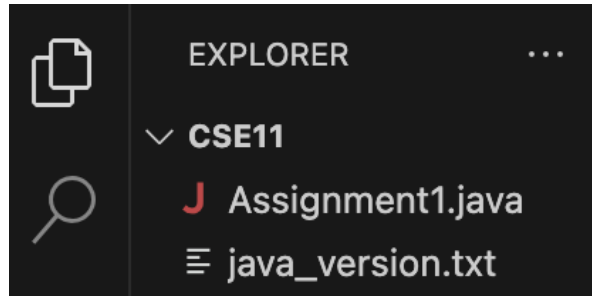 EXPLORER ...
CSE11
J Assignment1.java
java_version.txt